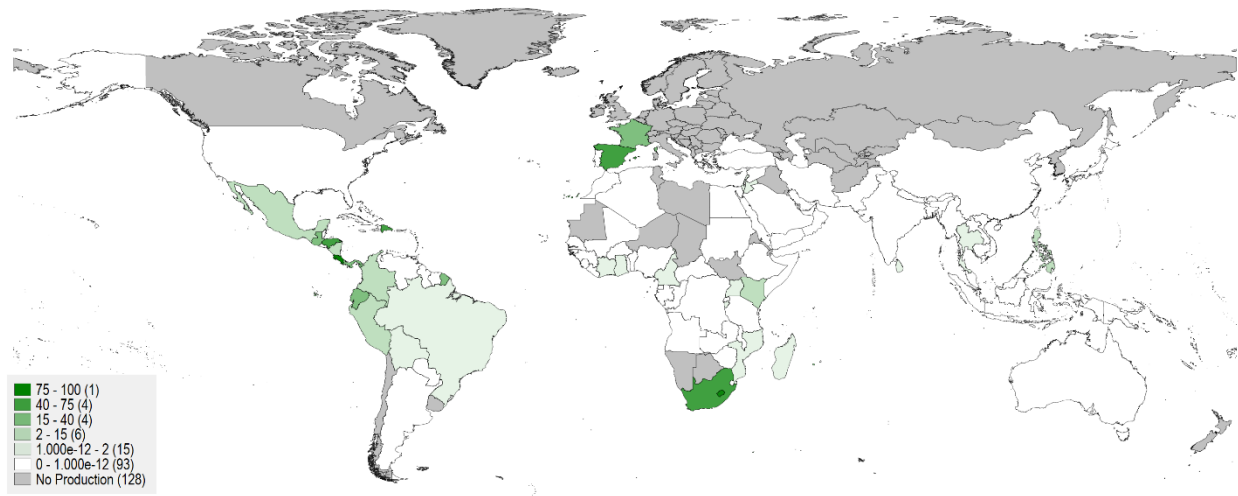 75 - 100 (1)
40 - 75 (4)
15 - 40 (4)
2 - 15 (6)
1.000e-12 - 2 (15)
0 - 1.000e-12 (93)
No Production (128)